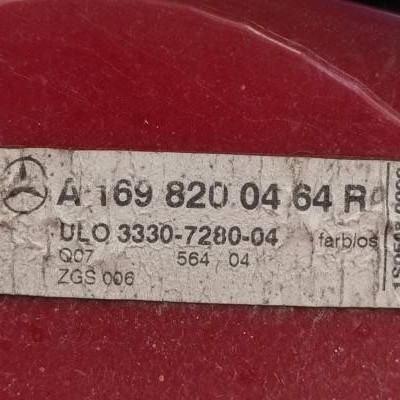 A 169 820 04 64 R
ULO 3330-7280-04 farblos
Q07 564 04
ZGS 006